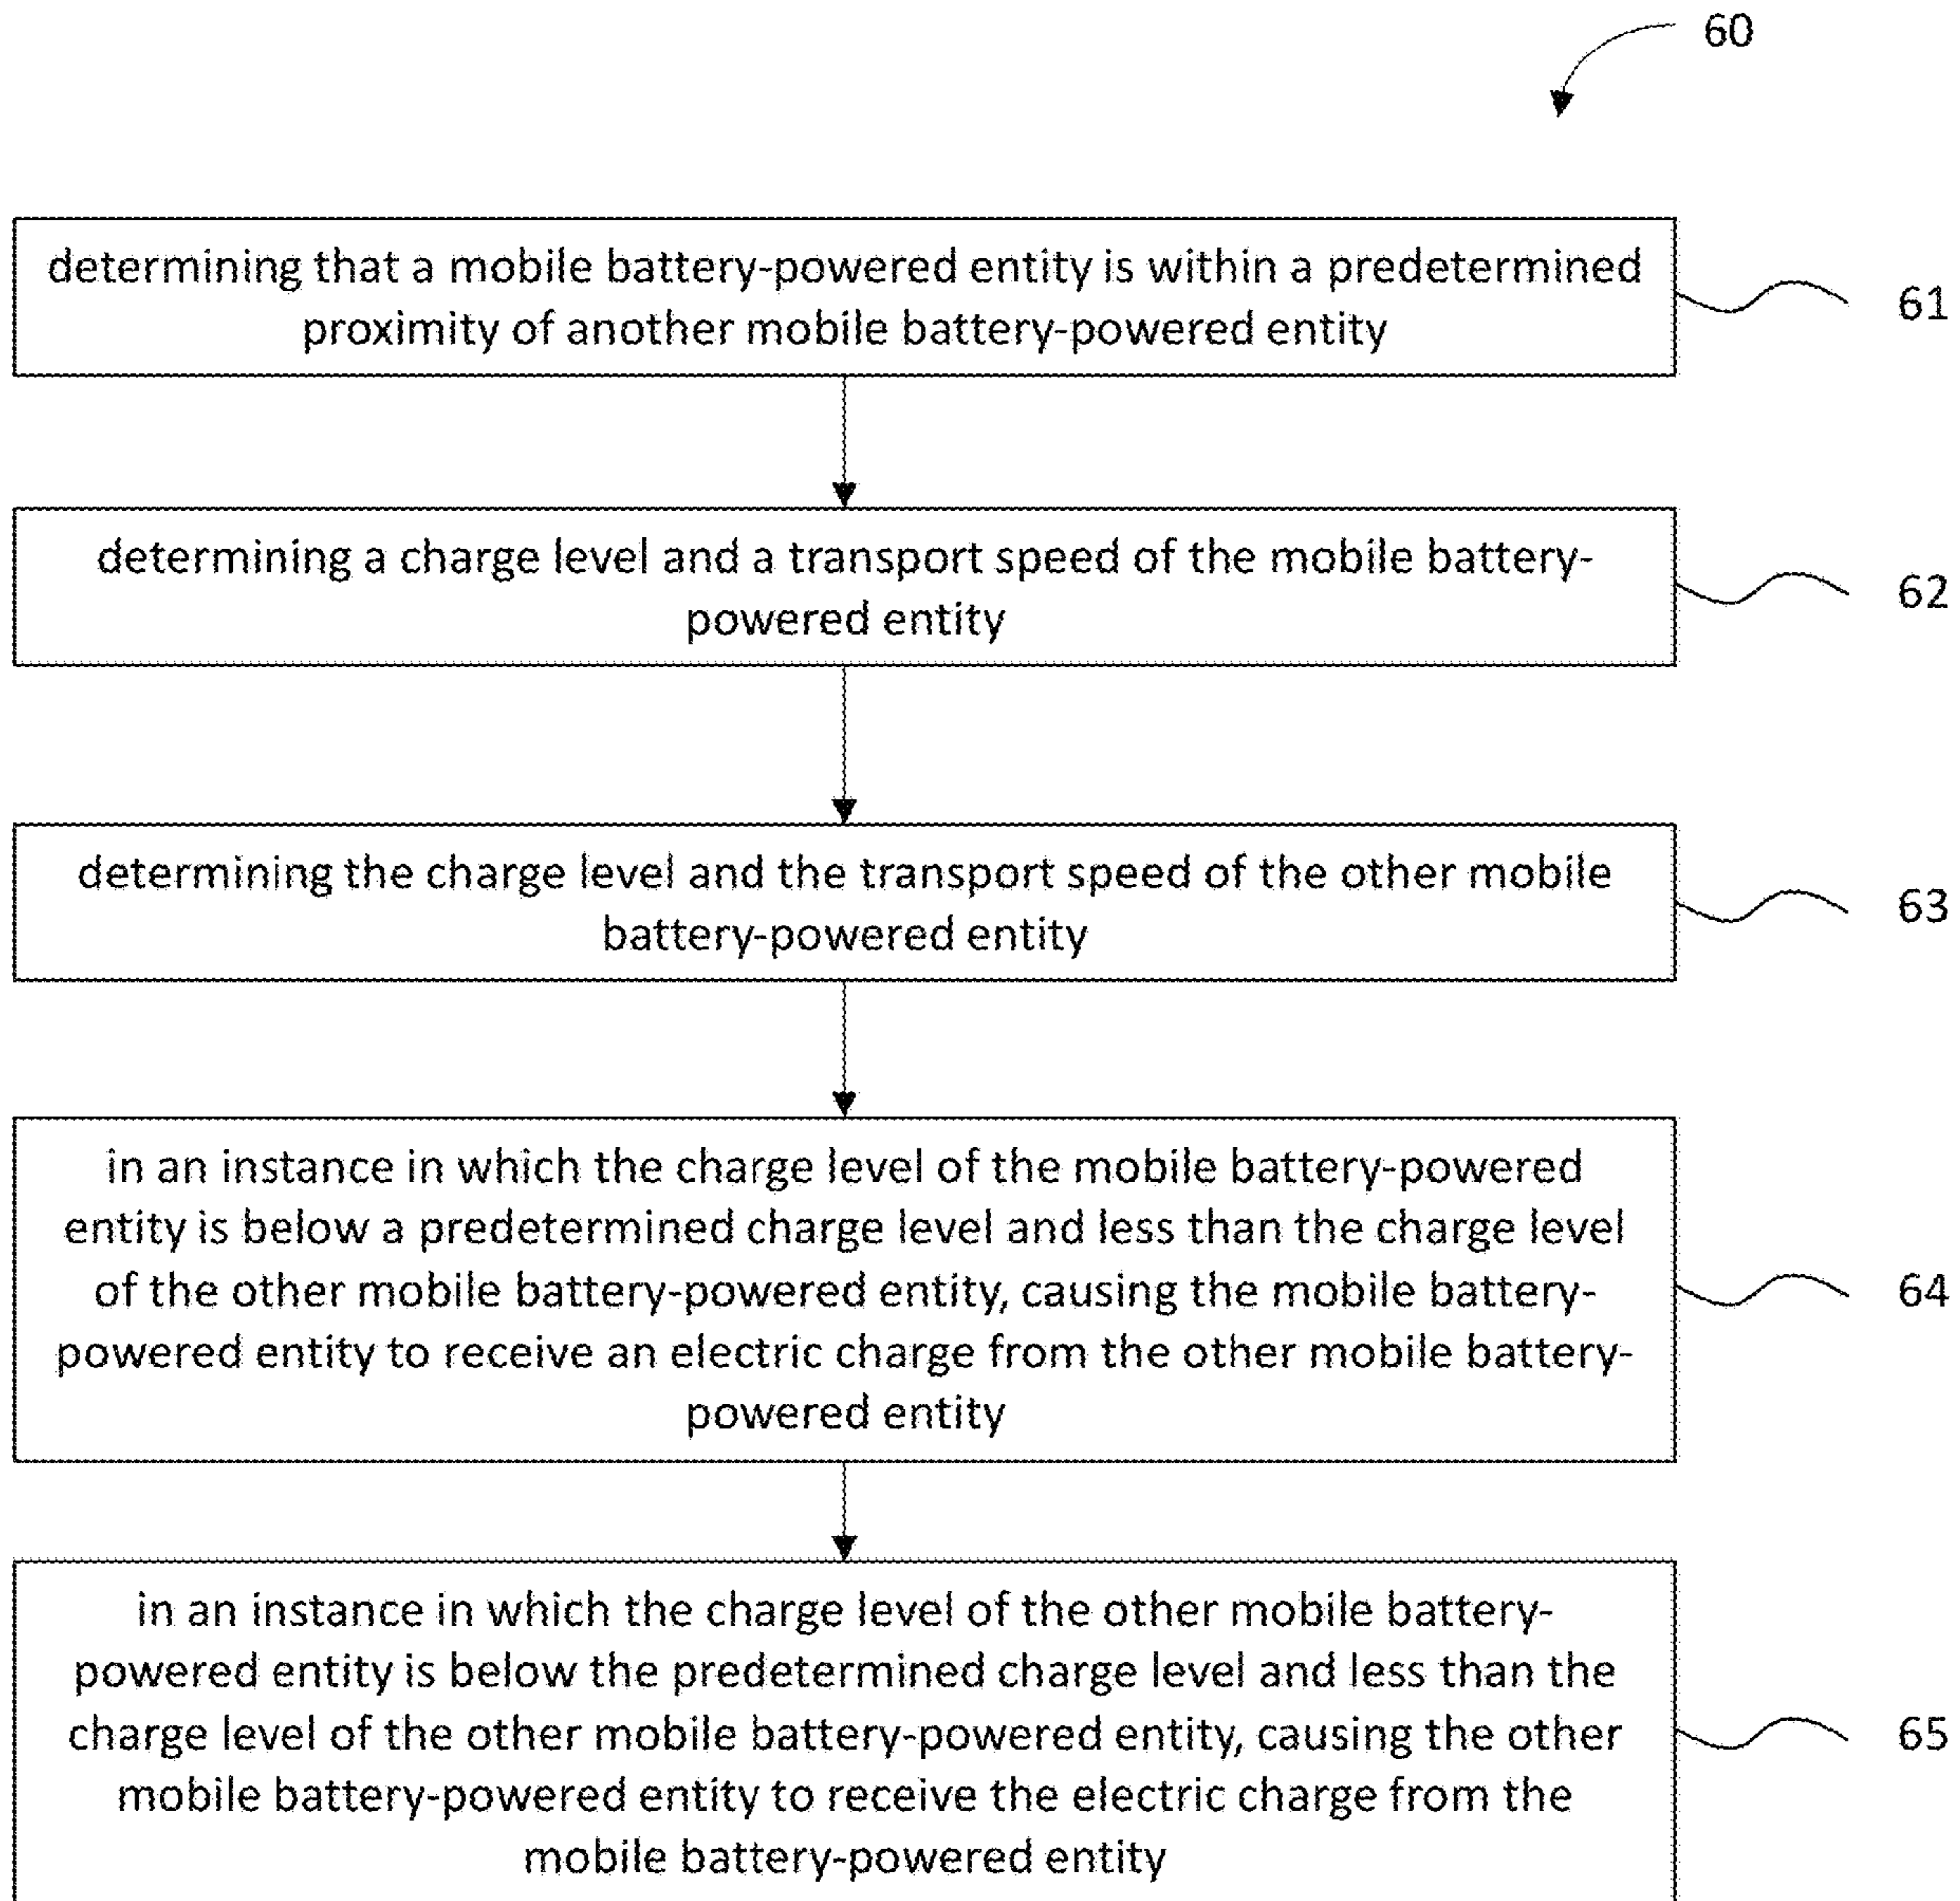 60
determining that a mobile battery-powered entity is within a predetermined
proximity of another mobile battery-powered entity
61
determining a charge level and a transport speed of the mobile battery-
powered entity
62
determining the charge level and the transport speed of the other mobile
battery-powered entity
63
in an instance in which the charge level of the mobile battery-powered
entity is below a predetermined charge level and less than the charge level
of the other mobile battery-powered entity, causing the mobile battery-
powered entity to receive an electric charge from the other mobile battery-
powered entity
64
in an instance in which the charge level of the other mobile battery-
powered entity is below the predetermined charge level and less than the
charge level of the other mobile battery-powered entity, causing the other
mobile battery-powered entity to receive the electric charge from the
mobile battery-powered entity
65